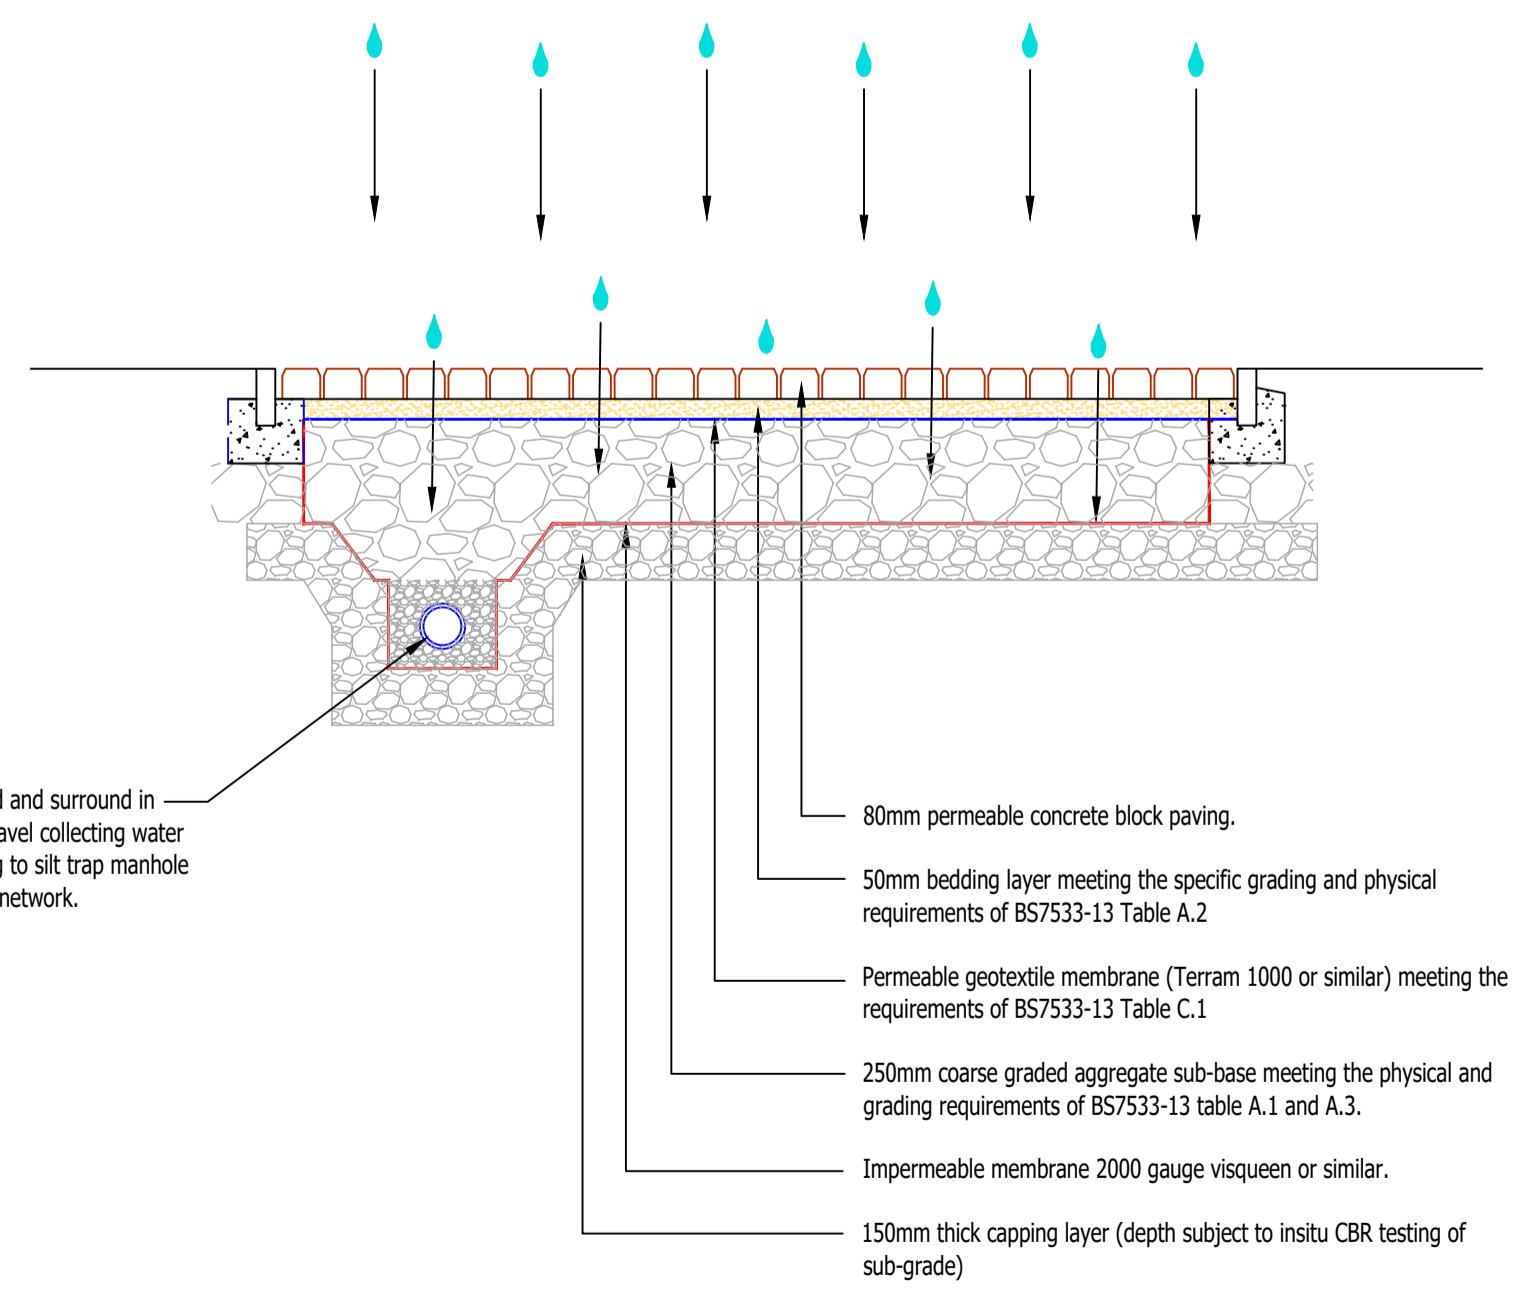 and surround in
collecting water
to silt trap manhole
network.
80mm permeable concrete block paving.
50mm bedding layer meeting the specific grading and physical
requirements of BS7533-13 Table A.2
Permeable geotextile membrane (Terram 1000 or similar) meeting the
requirements of BS7533-13 Table C.1
250mm coarse graded aggregate sub-base meeting the physical and
grading requirements of BS7533-13 table A.1 and A.3.
Impermeable membrane 2000 gauge visqueen or similar.
150mm thick capping layer (depth subject to insitu CBR testing of
sub-grade)